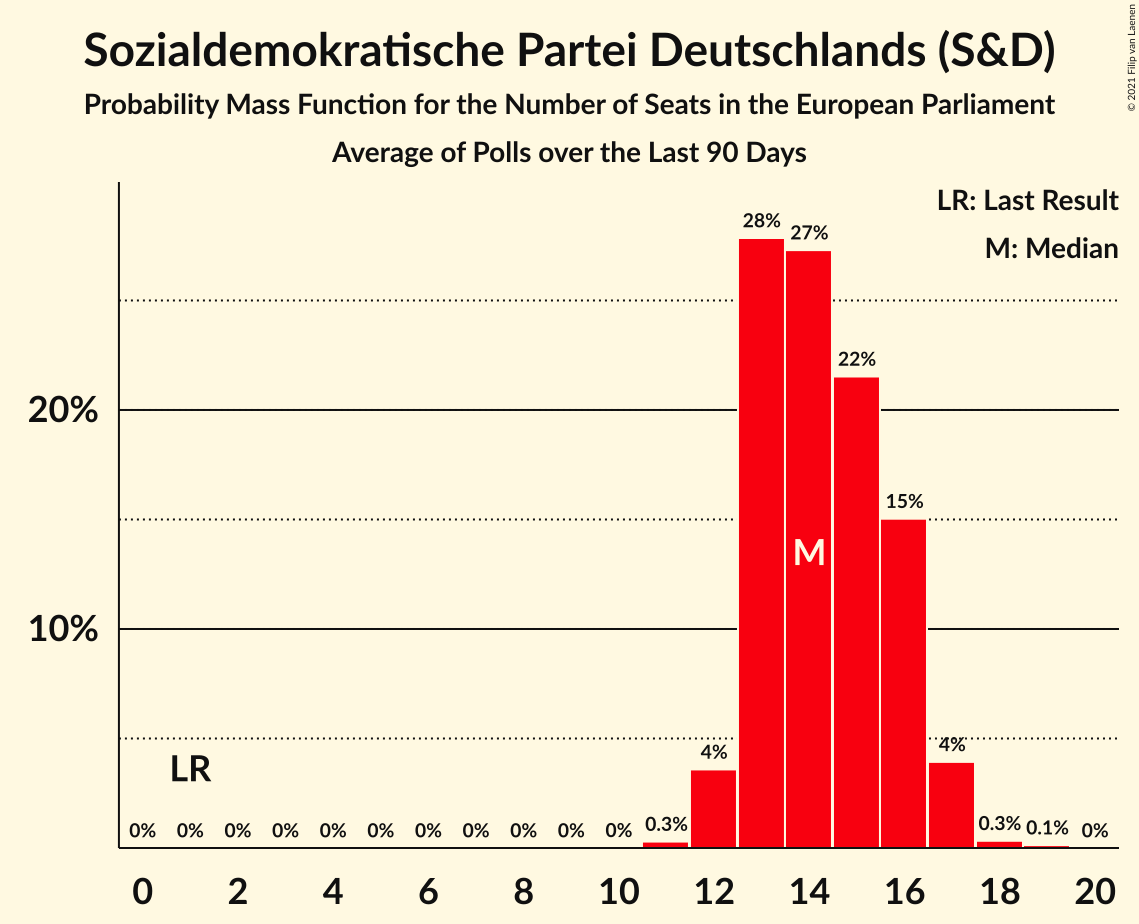 Sozialdemokratische Partei Deutschlands (S&D)
Probability Mass Function for the Number of Seats in the European Parliament
Average of Polls over the Last 90 Days
© 2021 Filip van Laenen
LR: Last Result
M: Median
28%
27%
22%
20%
15%
M
10%
4%
4%
LR
0% 0% 0% 0% 0% 0% 0% 0% 0% 0% 0% 0.3% 0.3% 0.1% 0%
0 2 4 6 8 10 12 14 16 18 20